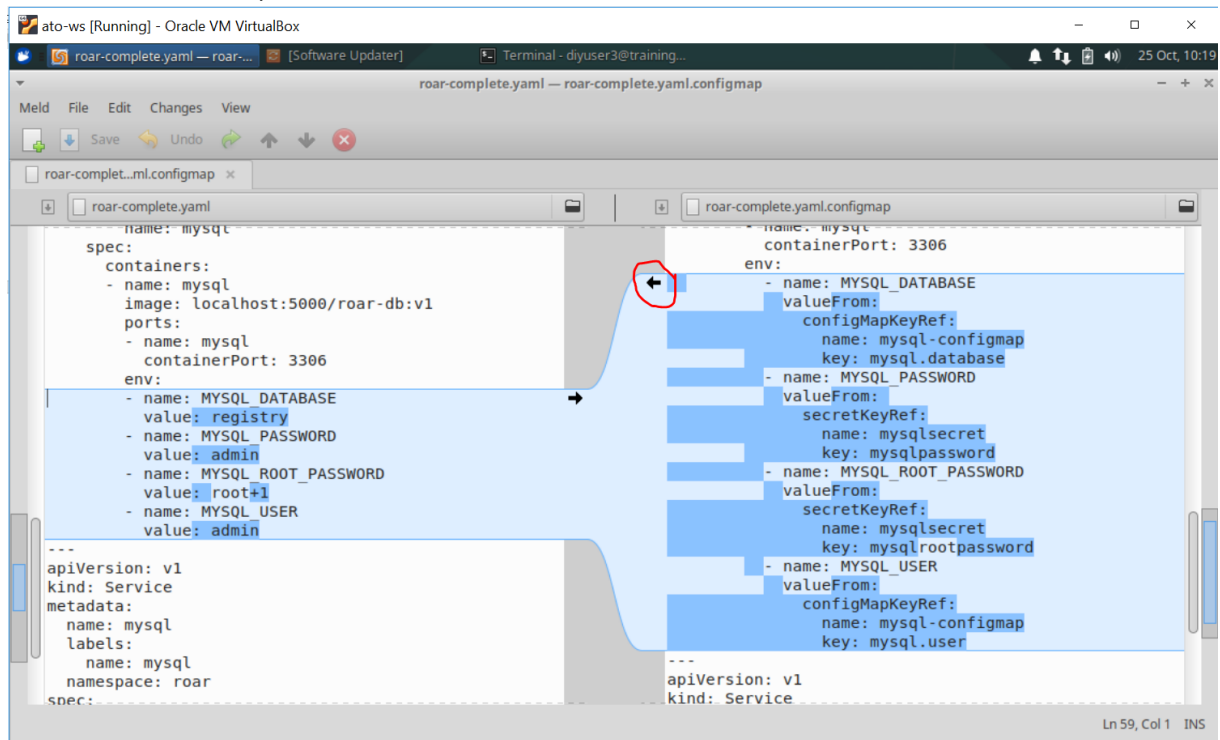 ato-ws [Running] - Oracle VM VirtualBox
roar-complete.yaml — roar-... [Software Updater] Terminal - diyuser3@training... 25 Oct, 10:19
roar-complete.yaml — roar-complete.yaml.configmap
Meld File Edit Changes View
Save Undo
roar-complet...ml.configmap
roar-complete.yaml
name: mysql
spec:
containers:
- name: mysql
image: localhost:5000/roar-db:v1
ports:
- name: mysql
containerPort: 3306
env:
- name: MYSQL_DATABASE
value: registry
- name: MYSQL_PASSWORD
value: admin
- name: MYSQL_ROOT_PASSWORD
value: root+1
- name: MYSQL_USER
value: admin
---
apiVersion: v1
kind: Service
metadata:
name: mysql
labels:
name: mysql
namespace: roar
spec:
roar-complete.yaml.configmap
- name: mysql
containerPort: 3306
env:
- name: MYSQL_DATABASE
valueFrom:
configMapKeyRef:
name: mysql-configmap
key: mysql.database
- name: MYSQL_PASSWORD
valueFrom:
secretKeyRef:
name: mysqlsecret
key: mysqlpassword
- name: MYSQL_ROOT_PASSWORD
valueFrom:
secretKeyRef:
name: mysqlsecret
key: mysqlrootpassword
- name: MYSQL_USER
valueFrom:
configMapKeyRef:
name: mysql-configmap
key: mysql.user
---
apiVersion: v1
kind: Service
Ln 59, Col 1 INS